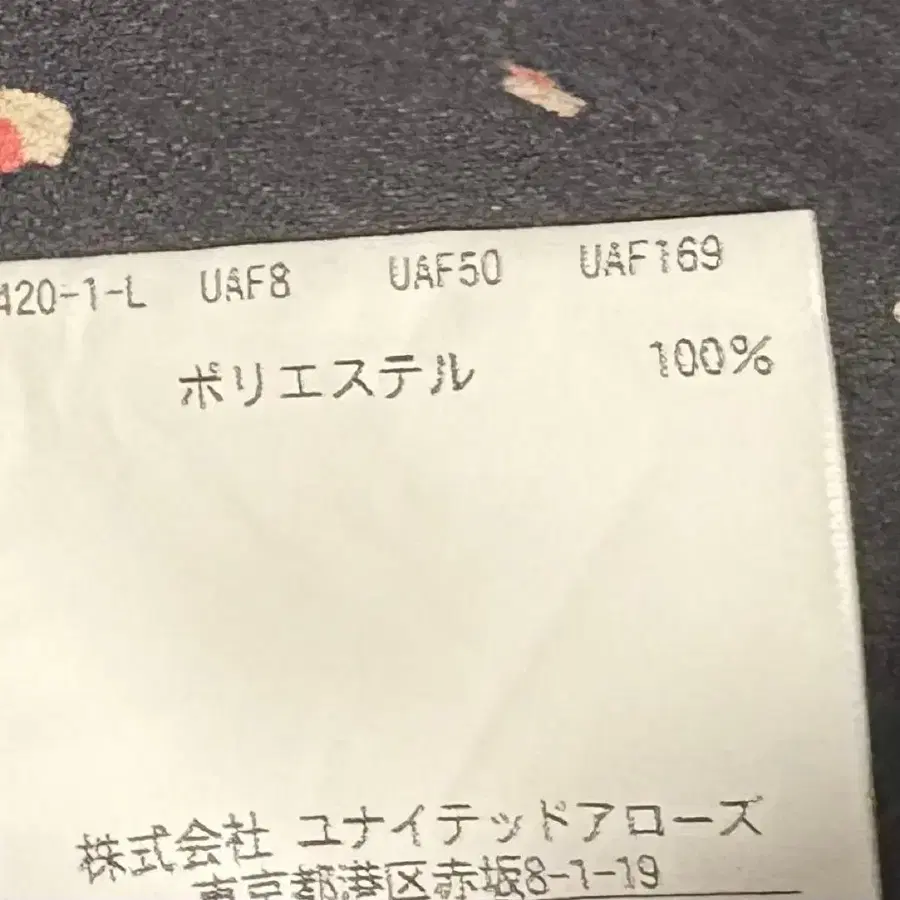 420-1-L UAF8 UAF50 UAF169
ポリエステル 100%
株式会社 ユナイテッドアローズ
東京都港区赤坂8-1-19